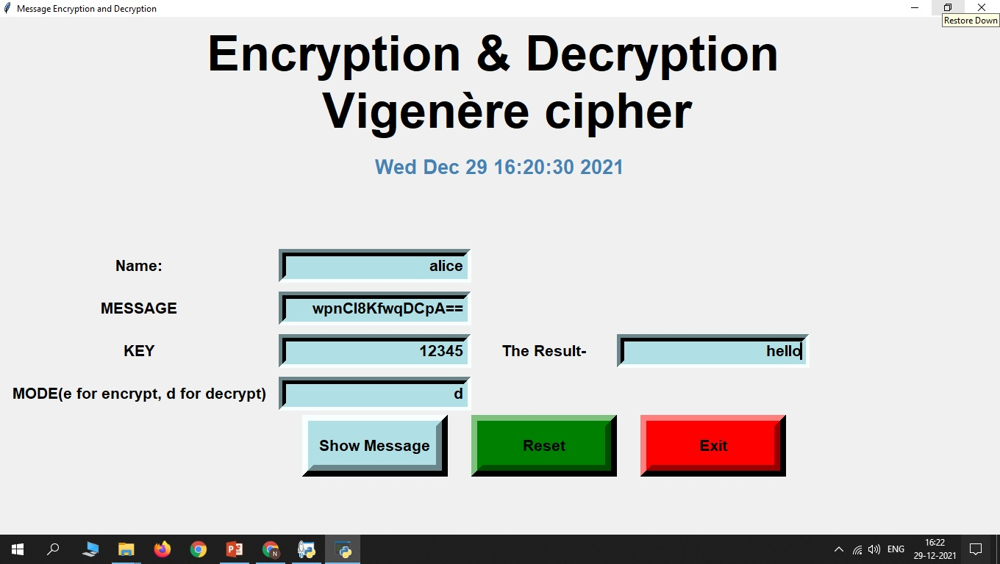 Message Encryption and Decryption
Restore Down
Encryption & Decryption
Vigenère cipher
Wed Dec 29 16:20:30 2021
Name: alice
MESSAGE wpnCl8KfwqDCpA==
KEY 12345 The Result- hello
MODE(e for encrypt, d for decrypt) d
Show Message Reset Exit
ENG 16:22
29-12-2021